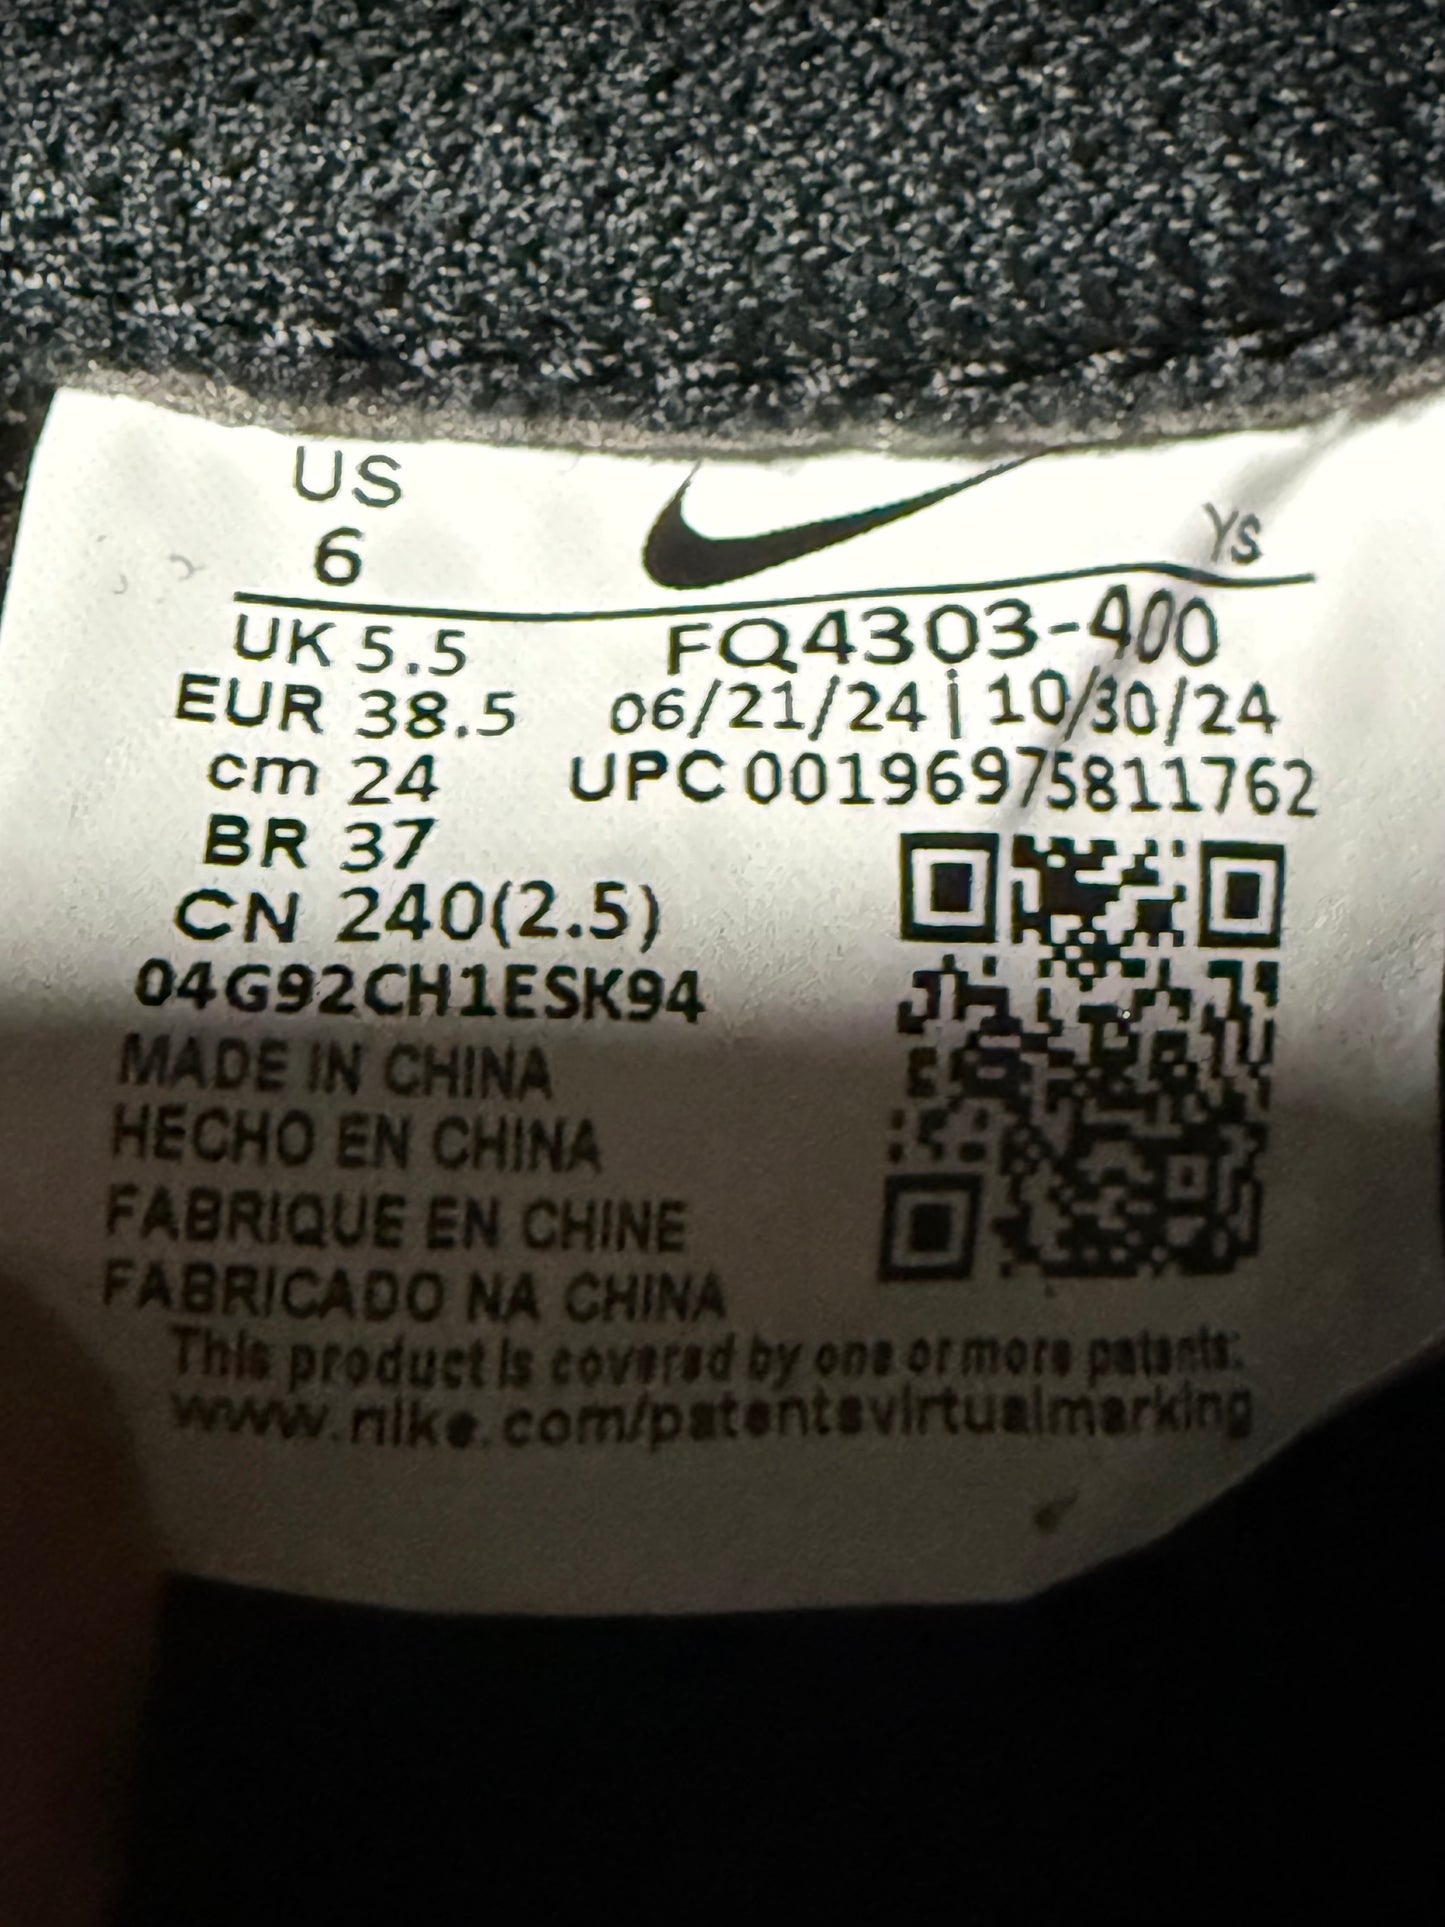 US
6
YS
UK 5.5
FQ4303-400
EUR 38.5
06/21/24 | 10/30/24
cm 24
UPC 00196975811762
BR 37
CN 240(2.5)
04G92CH1ESK94
MADE IN CHINA
HECHO EN CHINA
FABRIQUE EN CHINE
FABRICADO NA CHINA
This product is covered by one or more patents.
www.nike.com/patentsvirtualmarking